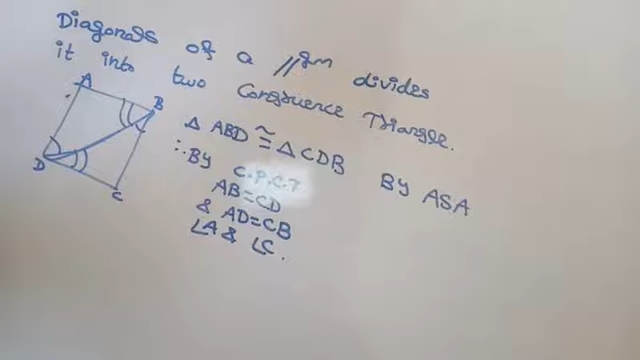 Diagonals of a //gm divides
it into two Congruence Triangle.
A
B
D
C
Δ ABD ≅ Δ CDB By ASA
∴ By C.P.C.T
AB=CD
& AD=CB
∠A & ∠C.